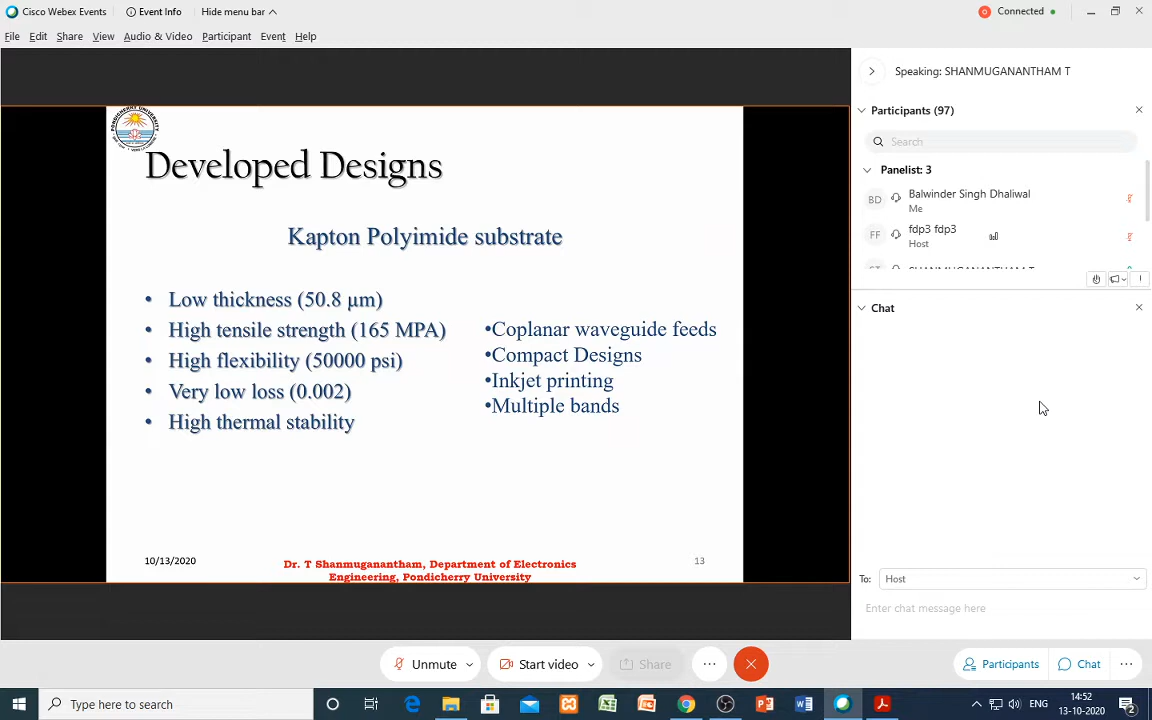 Cisco Webex Events
Event Info
Hide menu bar
Connected
File Edit Share View Audio & Video Participant Event Help
PONDICHERRY UNIVERSITY
Developed Designs
Kapton Polyimide substrate
• Low thickness (50.8 μm)
• High tensile strength (165 MPA)
• High flexibility (50000 psi)
• Very low loss (0.002)
• High thermal stability
•Coplanar waveguide feeds
•Compact Designs
•Inkjet printing
•Multiple bands
10/13/2020
Dr. T Shanmuganantham, Department of Electronics
Engineering, Pondicherry University
13
Speaking: SHANMUGANANTHAM T
Participants (97)
Search
Panelist: 3
BD
Balwinder Singh Dhaliwal
Me
FF
fdp3 fdp3
Host
SHANMUGANANTHAM T
Chat
To: Host
Enter chat message here
Unmute
Start video
Share
Participants
Chat
Type here to search
ENG
14:52
13-10-2020
2